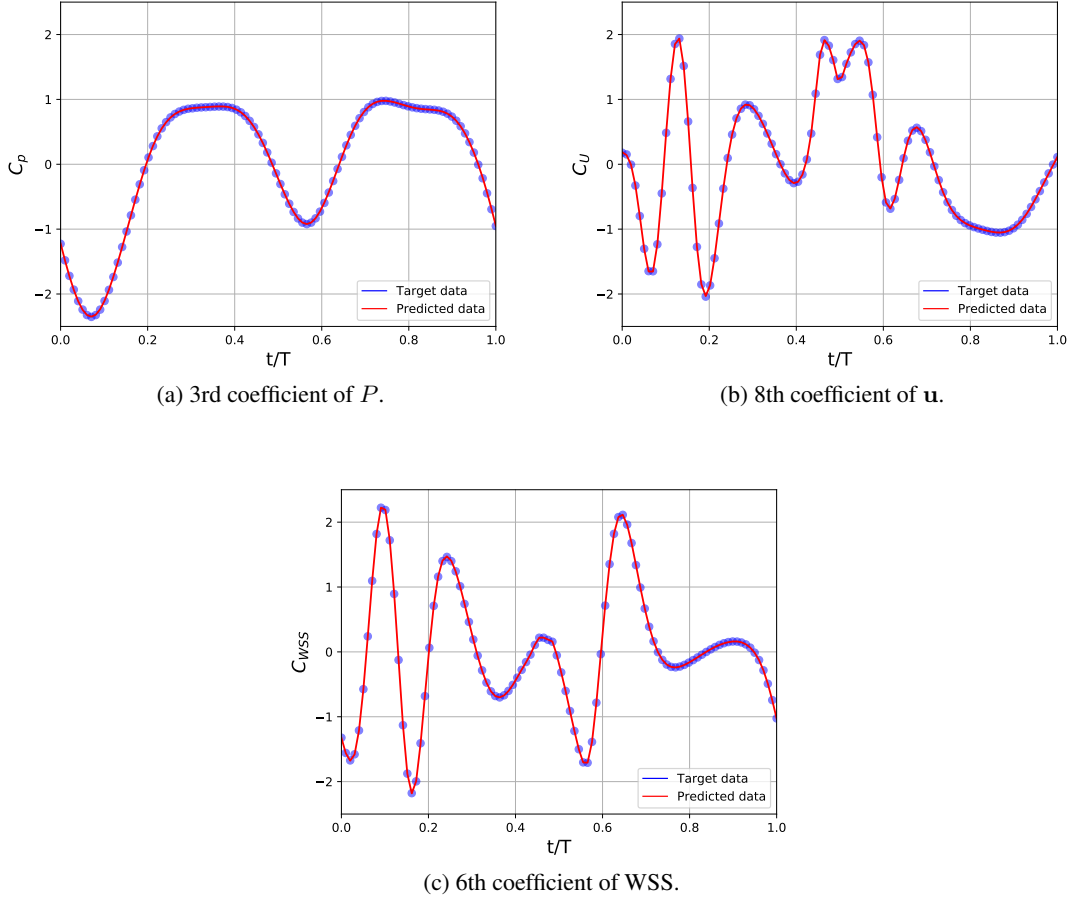 2
1
0
−1
−2
C_p
0.0 0.2 0.4 0.6 0.8 1.0
t/T
Target data
Predicted data
(a) 3rd coefficient of P.
2
1
0
−1
−2
C_U
0.0 0.2 0.4 0.6 0.8 1.0
t/T
Target data
Predicted data
(b) 8th coefficient of u.
2
1
0
−1
−2
C_WSS
0.0 0.2 0.4 0.6 0.8 1.0
t/T
Target data
Predicted data
(c) 6th coefficient of WSS.